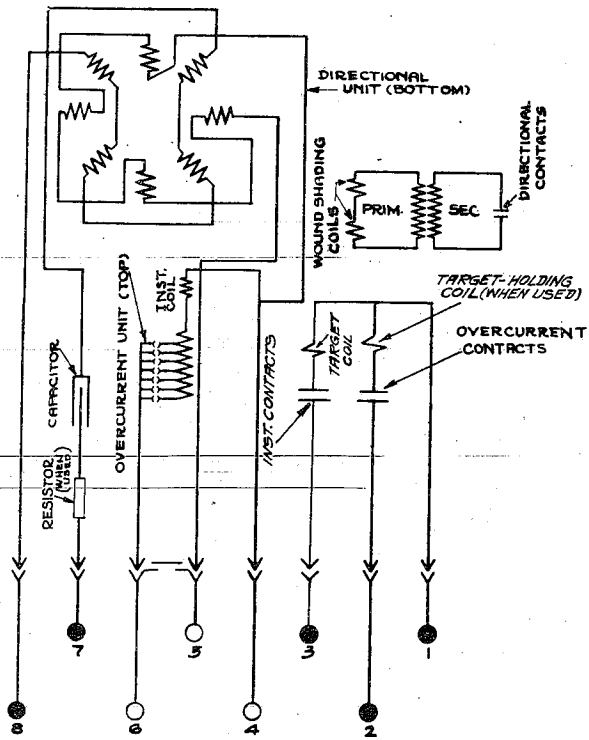 DIRECTIONAL
UNIT (BOTTOM)
WOUND SHADING
COILS
PRIM.
SEC.
DIRECTIONAL
CONTACTS
OVERCURRENT UNIT (TOP)
INST.
COIL
TARGET-HOLDING
COIL (WHEN USED)
TARGET
COIL
OVERCURRENT
CONTACTS
INST. CONTACTS
CAPACITOR
RESISTOR
(WHEN
USED)
7
5
3
1
8
6
4
2